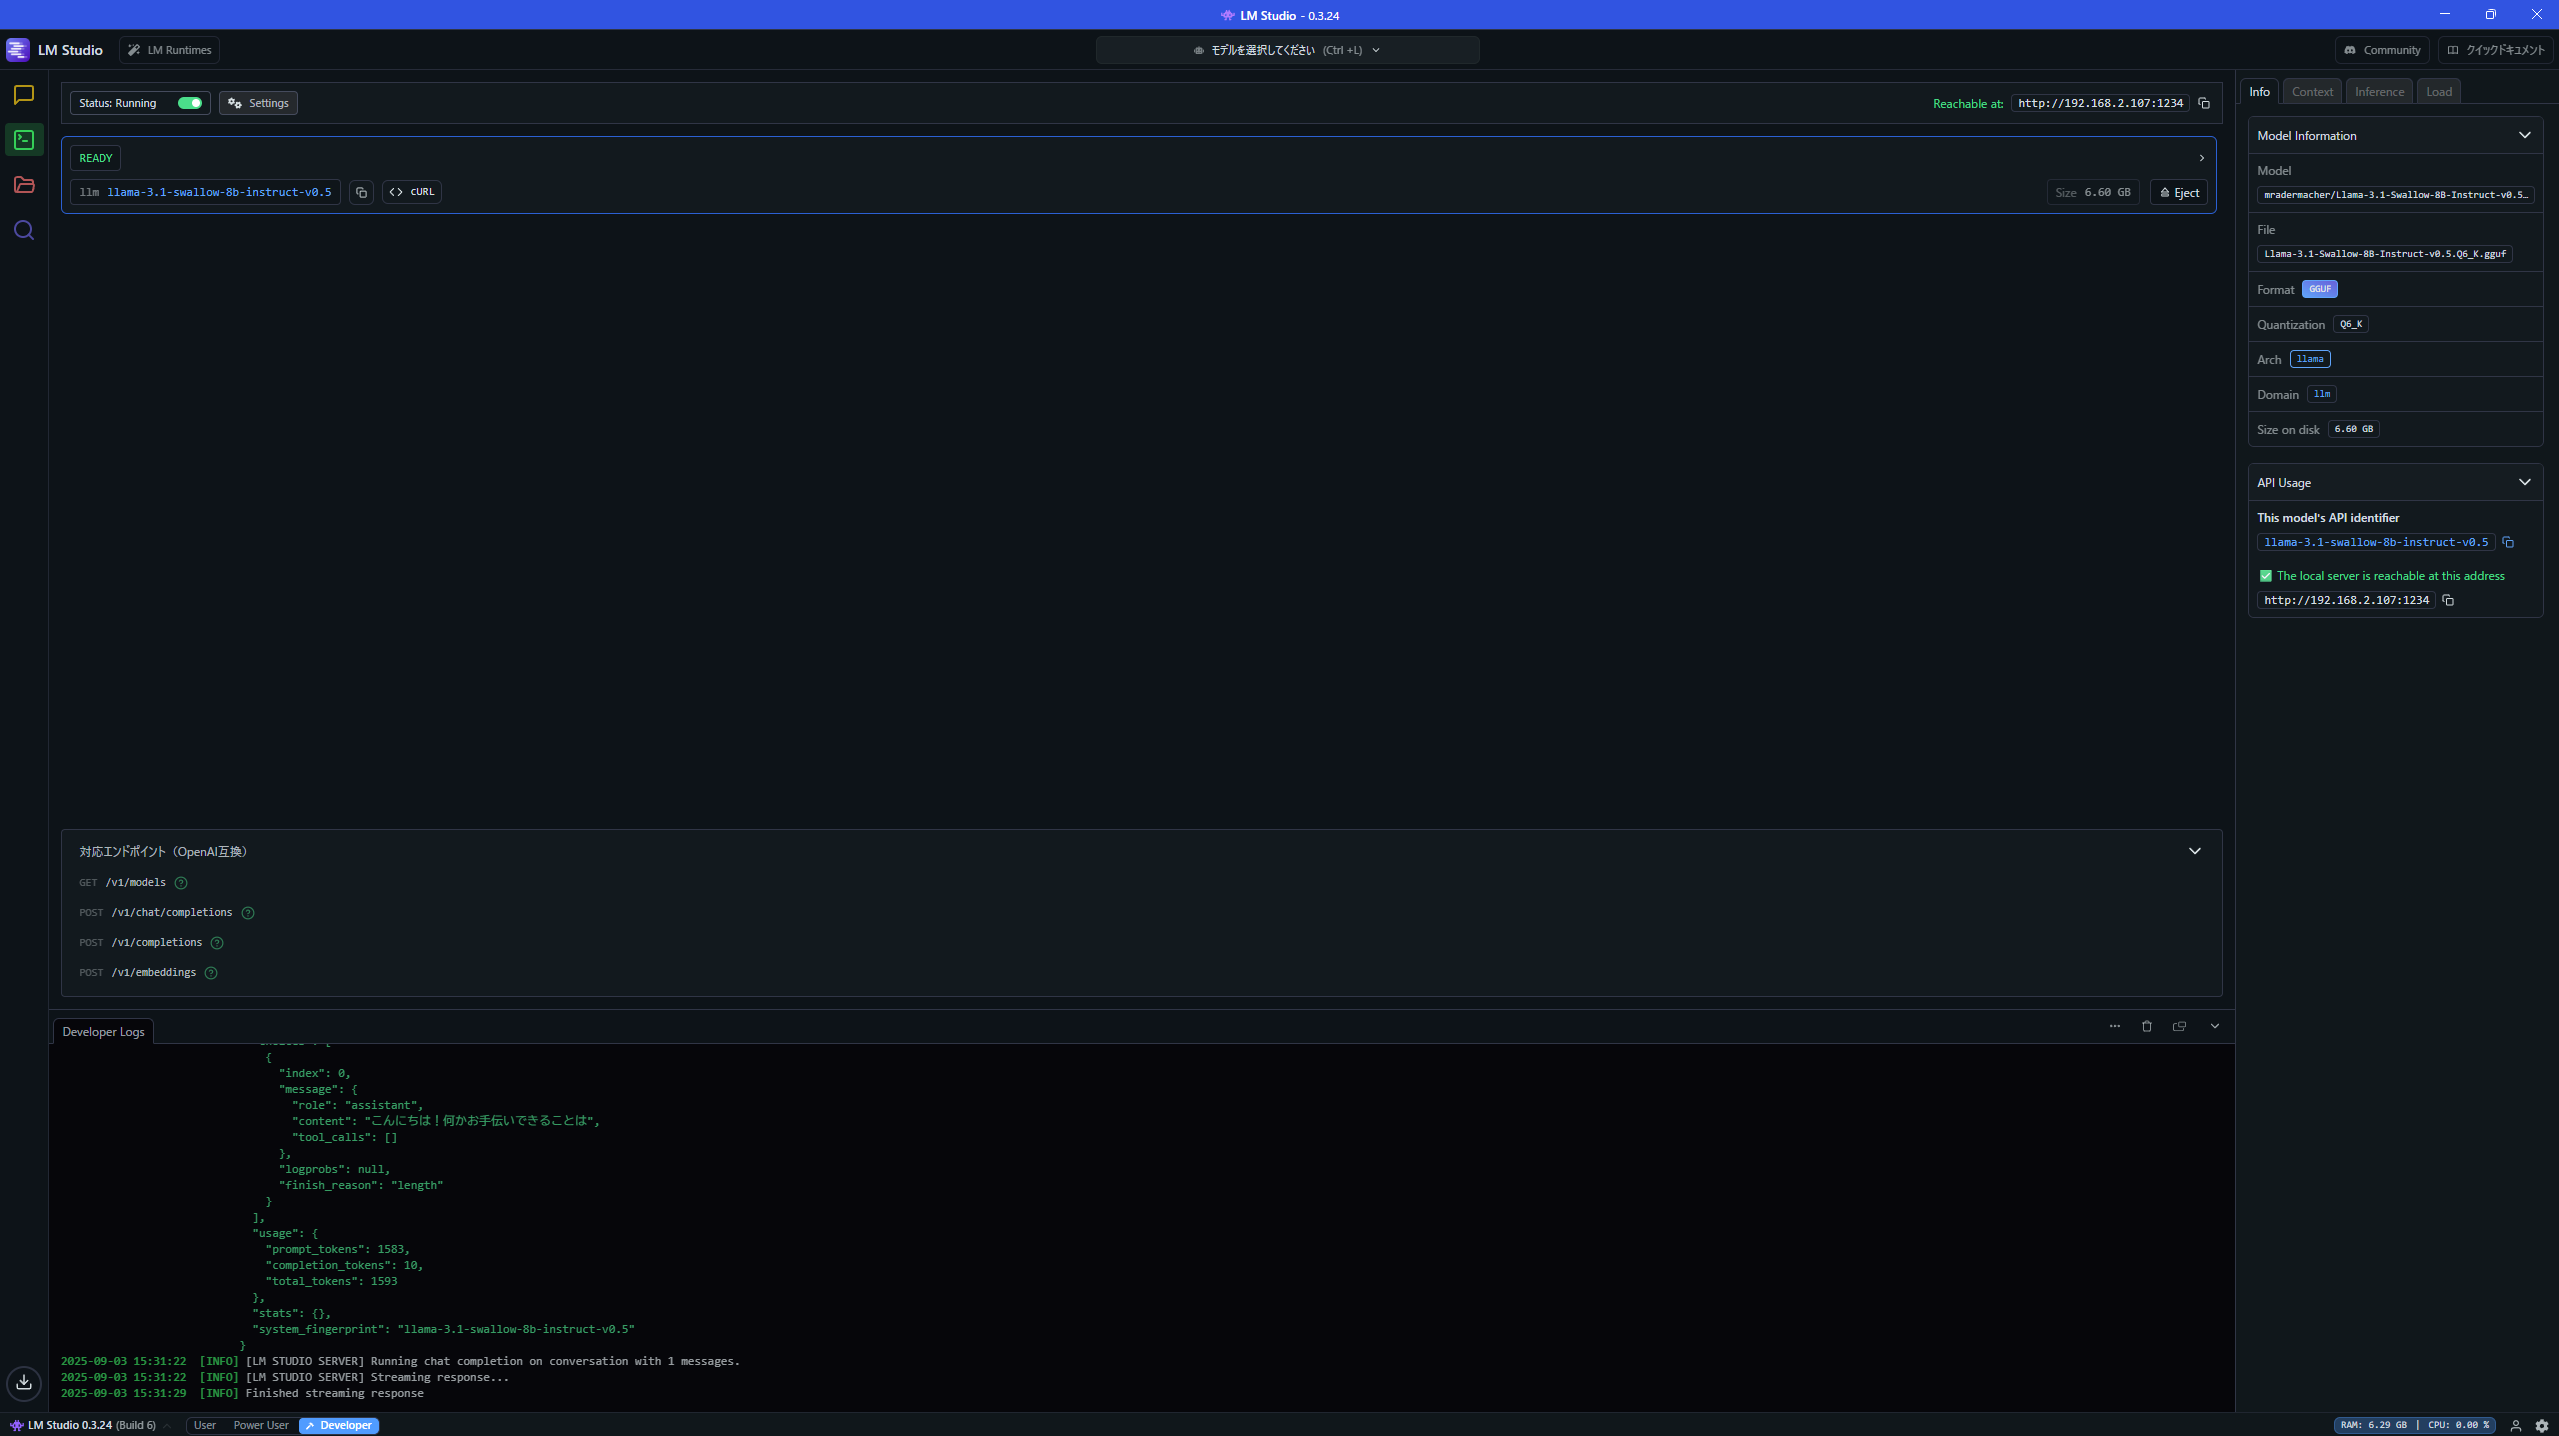 LM Studio - 0.3.24
LM Studio
LM Runtimes
モデルを選択してください (Ctrl +L)
Community
クイックドキュメント
Status: Running
Settings
Reachable at: http://192.168.2.107:1234
READY
llm llama-3.1-swallow-8b-instruct-v0.5
cURL
Size 6.60 GB
Eject
対応エンドポイント（OpenAI互換）
GET /v1/models ?
POST /v1/chat/completions ?
POST /v1/completions ?
POST /v1/embeddings ?
Developer Logs
{
"index": 0,
"message": {
"role": "assistant",
"content": "こんにちは！何かお手伝いできることは",
"tool_calls": []
},
"logprobs": null,
"finish_reason": "length"
}
],
"usage": {
"prompt_tokens": 1583,
"completion_tokens": 10,
"total_tokens": 1593
},
"stats": {},
"system_fingerprint": "llama-3.1-swallow-8b-instruct-v0.5"
}
2025-09-03 15:31:22 [INFO] [LM STUDIO SERVER] Running chat completion on conversation with 1 messages.
2025-09-03 15:31:22 [INFO] [LM STUDIO SERVER] Streaming response...
2025-09-03 15:31:29 [INFO] Finished streaming response
Info
Context
Inference
Load
Model Information
Model
mradermacher/Llama-3.1-Swallow-8B-Instruct-v0.5…
File
Llama-3.1-Swallow-8B-Instruct-v0.5.Q6_K.gguf
Format GGUF
Quantization Q6_K
Arch llama
Domain llm
Size on disk 6.60 GB
API Usage
This model's API identifier
llama-3.1-swallow-8b-instruct-v0.5
The local server is reachable at this address
http://192.168.2.107:1234
LM Studio 0.3.24 (Build 6)
User
Power User
Developer
RAM: 6.29 GB | CPU: 0.00 %